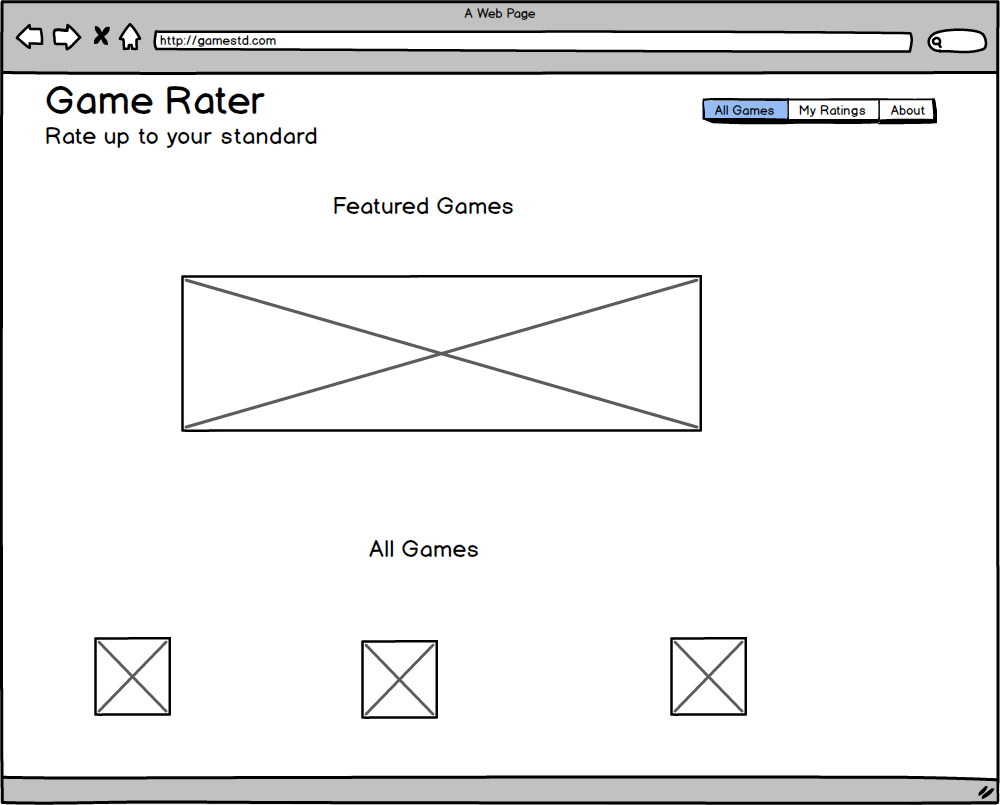 A Web Page
http://gamestd.com
Game Rater
All Games My Ratings About
Rate up to your standard
Featured Games
All Games